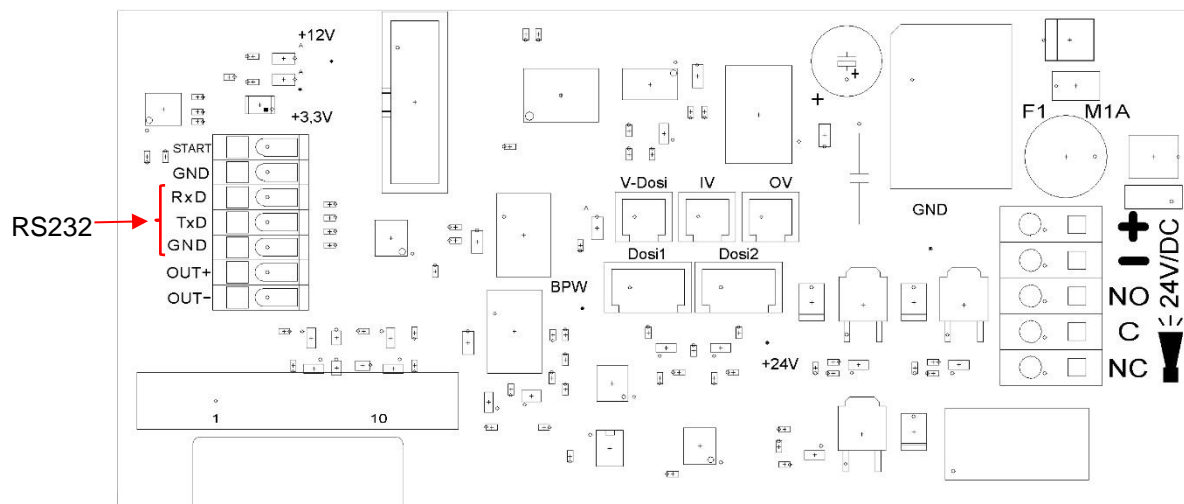 +12V
+3,3V
START
GND
RxD
TxD
GND
OUT+
OUT-
RS232
1 10
A
A
A
V-Dosi IV OV
Dosi1 Dosi2
BPW
+24V
GND
F1 M1A
+
-
NO
C
NC
24V/DC